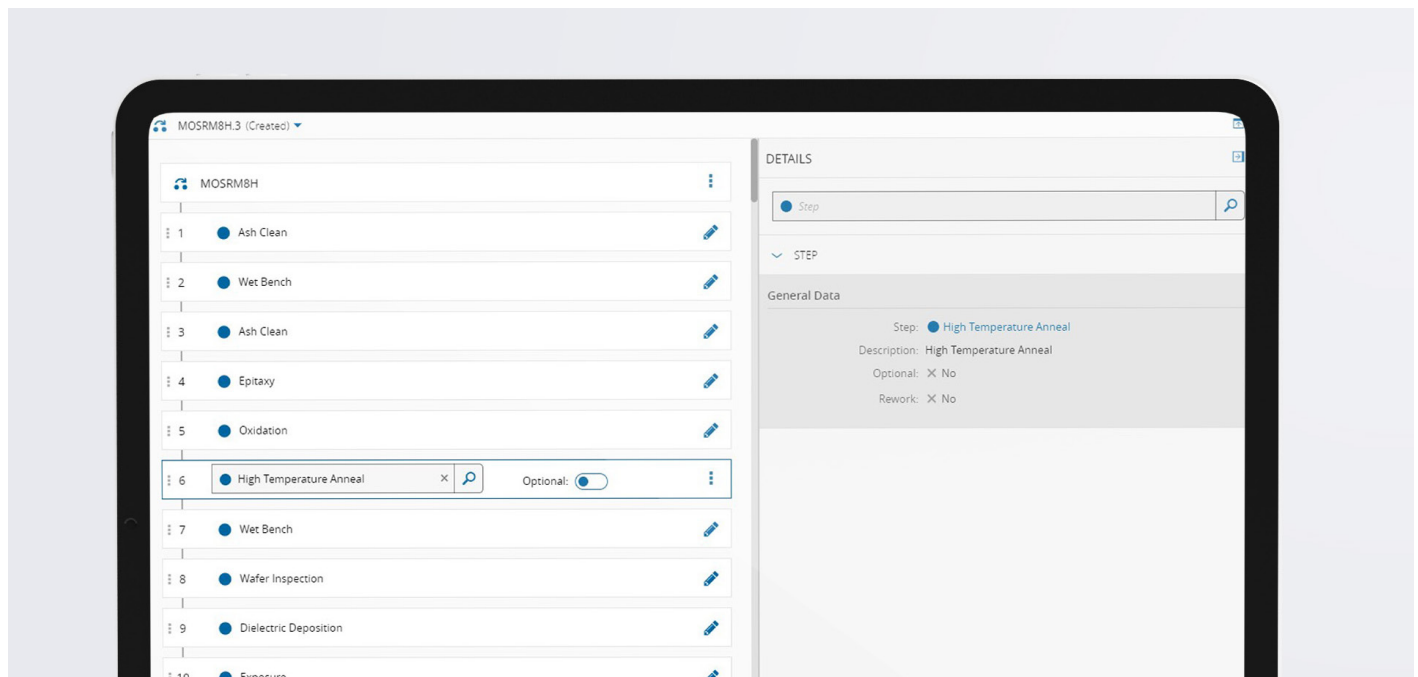 MOSRM8H.3 (Created)
MOSRM8H
1 Ash Clean
2 Wet Bench
3 Ash Clean
4 Epitaxy
5 Oxidation
6 High Temperature Anneal Optional:
7 Wet Bench
8 Wafer Inspection
9 Dielectric Deposition
10 Exposure
DETAILS
Step
STEP
General Data
Step: High Temperature Anneal
Description: High Temperature Anneal
Optional: No
Rework: No